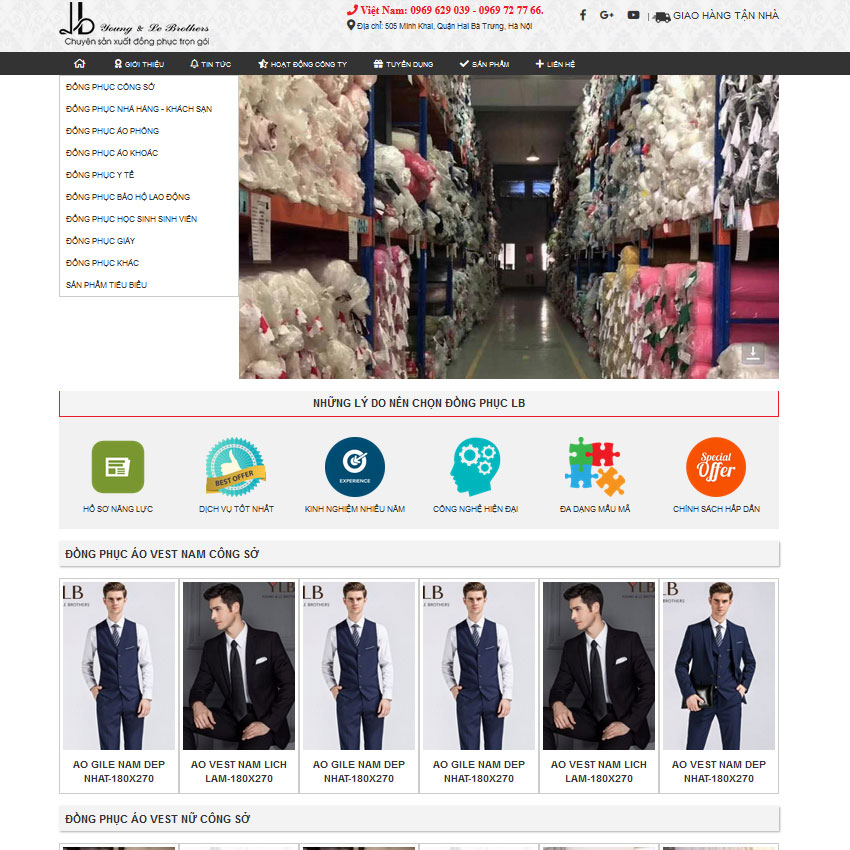 Young & Le Brothers
Chuyên sản xuất đồng phục trọn gói
Việt Nam: 0969 629 039 - 0969 72 77 66.
Địa chỉ: 505 Minh Khai, Quận Hai Bà Trưng, Hà Nội
| GIAO HÀNG TẬN NHÀ
GIỚI THIỆU
TIN TỨC
HOẠT ĐỘNG CÔNG TY
TUYỂN DỤNG
SẢN PHẨM
LIÊN HỆ
ĐỒNG PHỤC CÔNG SỞ
ĐỒNG PHỤC NHÀ HÀNG - KHÁCH SẠN
ĐỒNG PHỤC ÁO PHÔNG
ĐỒNG PHỤC ÁO KHOÁC
ĐỒNG PHỤC Y TẾ
ĐỒNG PHỤC BẢO HỘ LAO ĐỘNG
ĐỒNG PHỤC HỌC SINH SINH VIÊN
ĐỒNG PHỤC GIÀY
ĐỒNG PHỤC KHÁC
SẢN PHẨM TIÊU BIỂU
NHỮNG LÝ DO NÊN CHỌN ĐỒNG PHỤC LB
BEST OFFER
EXPERIENCE
Special
Offer
HỒ SƠ NĂNG LỰC
DỊCH VỤ TỐT NHẤT
KINH NGHIỆM NHIỀU NĂM
CÔNG NGHỆ HIỆN ĐẠI
ĐA DẠNG MẪU MÃ
CHÍNH SÁCH HẤP DẪN
ĐỒNG PHỤC ÁO VEST NAM CÔNG SỞ
LB
E BROTHERS
YLB
LB
E BROTHERS
LB
E BROTHERS
YLB
LB
E BROTHERS
AO GILE NAM DEP
NHAT-180X270
AO VEST NAM LICH
LAM-180X270
AO GILE NAM DEP
NHAT-180X270
AO GILE NAM DEP
NHAT-180X270
AO VEST NAM LICH
LAM-180X270
AO VEST NAM DEP
NHAT-180X270
ĐỒNG PHỤC ÁO VEST NỮ CÔNG SỞ